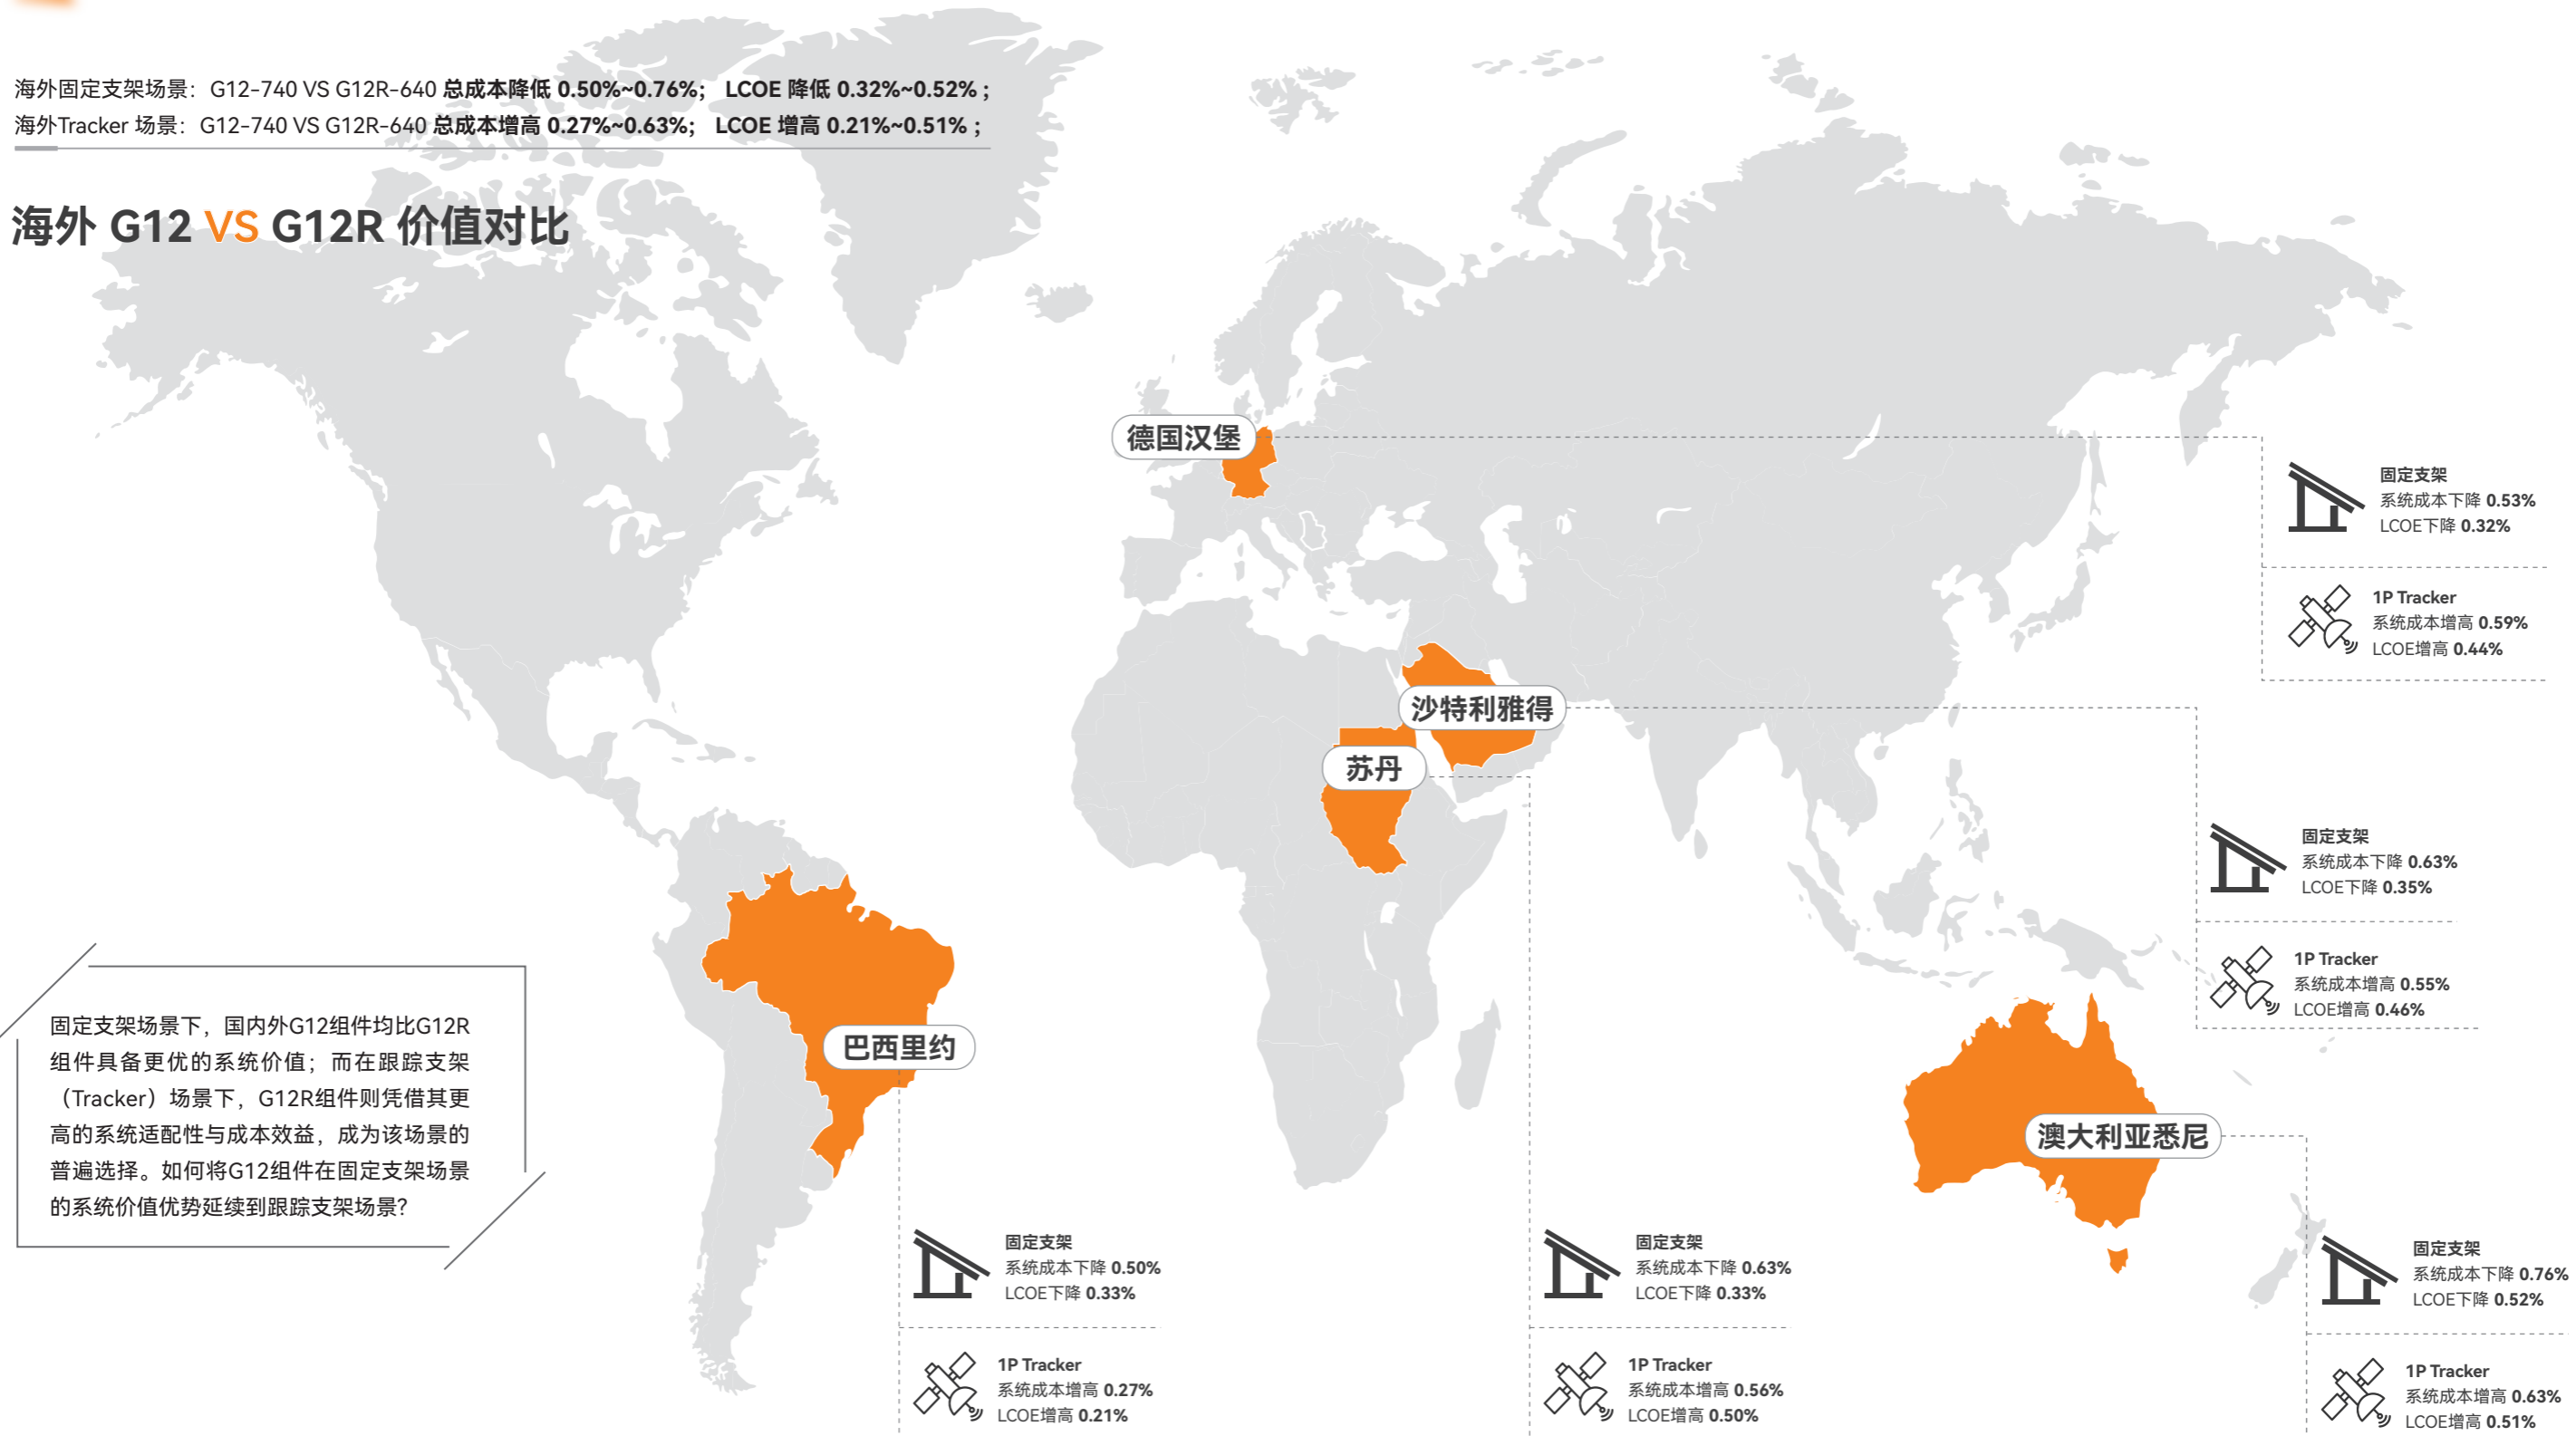 海外固定支架场景：G12-740 VS G12R-640 总成本降低 0.50%~0.76%； LCOE 降低 0.32%~0.52%；
海外Tracker 场景：G12-740 VS G12R-640 总成本增高 0.27%~0.63%； LCOE 增高 0.21%~0.51%；
海外 G12 VS G12R 价值对比
德国汉堡
固定支架
系统成本下降 0.53%
LCOE下降 0.32%
1P Tracker
系统成本增高 0.59%
LCOE增高 0.44%
沙特利雅得
苏丹
固定支架
系统成本下降 0.63%
LCOE下降 0.35%
1P Tracker
系统成本增高 0.55%
LCOE增高 0.46%
固定支架场景下，国内外G12组件均比G12R
组件具备更优的系统价值；而在跟踪支架
（Tracker）场景下，G12R组件则凭借其更
高的系统适配性与成本效益，成为该场景的
普遍选择。如何将G12组件在固定支架场景
的系统价值优势延续到跟踪支架场景？
巴西里约
澳大利亚悉尼
固定支架
系统成本下降 0.50%
LCOE下降 0.33%
1P Tracker
系统成本增高 0.27%
LCOE增高 0.21%
固定支架
系统成本下降 0.63%
LCOE下降 0.33%
1P Tracker
系统成本增高 0.56%
LCOE增高 0.50%
固定支架
系统成本下降 0.76%
LCOE下降 0.52%
1P Tracker
系统成本增高 0.63%
LCOE增高 0.51%